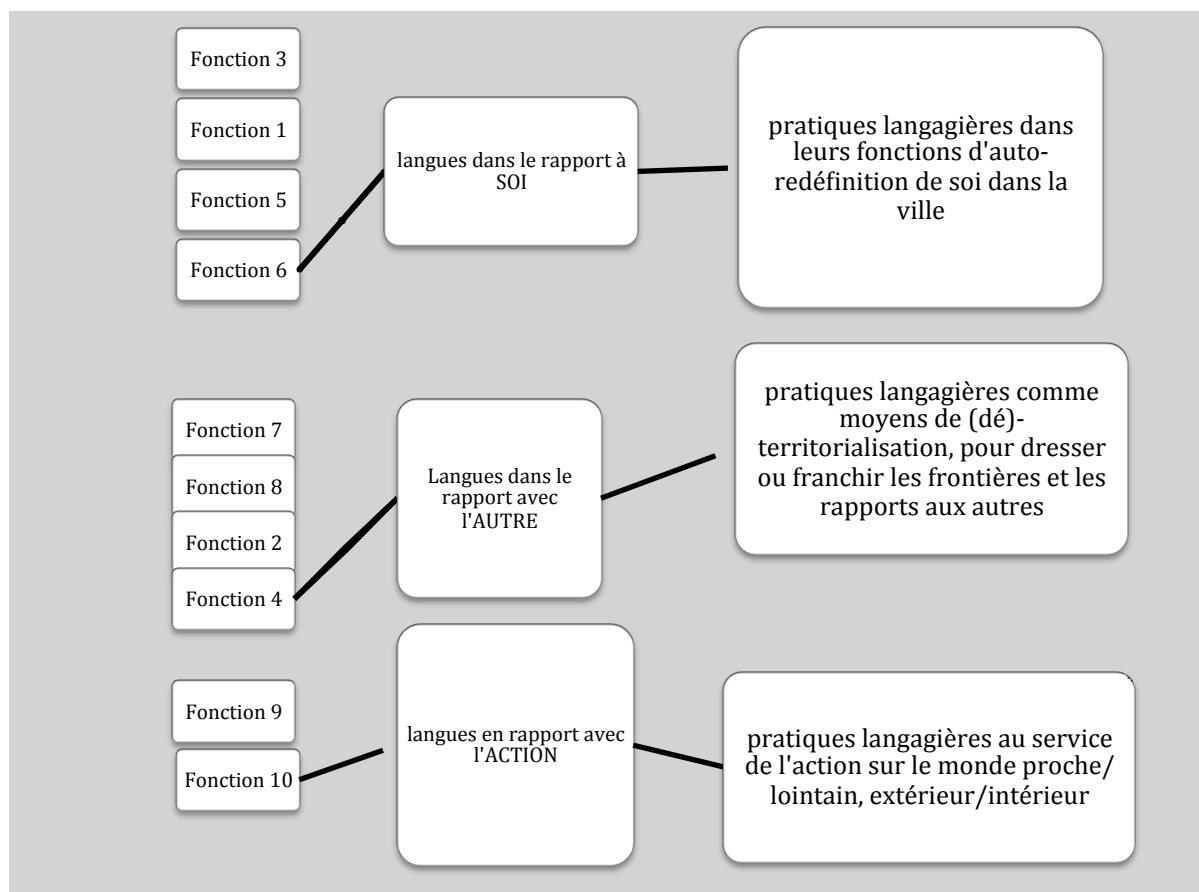 Fonction 3
Fonction 1
Fonction 5
Fonction 6
langues dans le rapport à
SOI
pratiques langagières dans
leurs fonctions d'auto-
redéfinition de soi dans la
ville
Fonction 7
Fonction 8
Fonction 2
Fonction 4
Langues dans le
rapport avec
l'AUTRE
pratiques langagières comme
moyens de (dé)-
territorialisation, pour dresser
ou franchir les frontières et les
rapports aux autres
Fonction 9
Fonction 10
langues en rapport avec
l'ACTION
pratiques langagières au service
de l'action sur le monde proche/
lointain, extérieur/intérieur